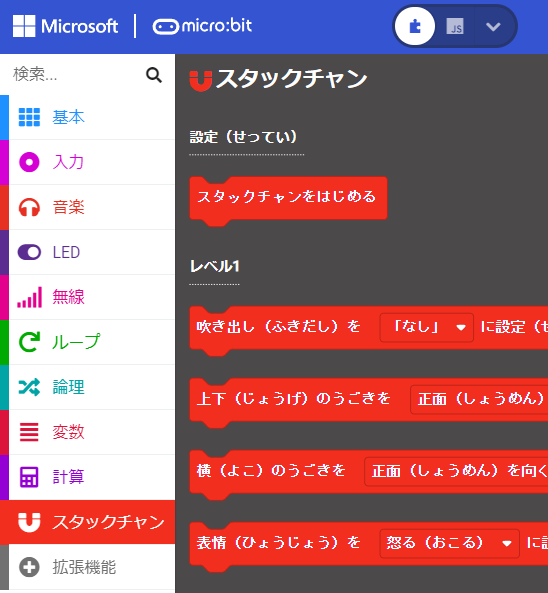 Microsoft micro:bit JS
検索...
基本
入力
音楽
LED
無線
ループ
論理
変数
計算
スタックチャン
拡張機能
スタックチャン
設定（せってい）
スタックチャンをはじめる
レベル1
吹き出し（ふきだし）を 「なし」 に設定（せ
上下（じょうげ）のうごきを 正面（しょうめん）
横（よこ）のうごきを 正面（しょうめん）を向く
表情（ひょうじょう）を 怒る（おこる） に設